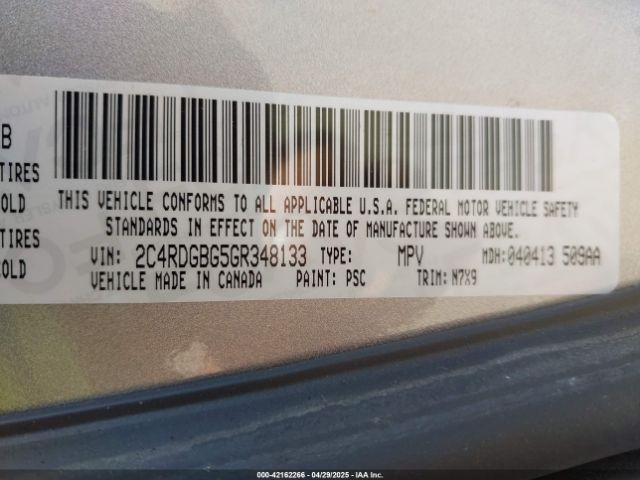 B
TIRES
OLD
TIRES
COLD
THIS VEHICLE CONFORMS TO ALL APPLICABLE U.S.A. FEDERAL MOTOR VEHICLE SAFETY
STANDARDS IN EFFECT ON THE DATE OF MANUFACTURE SHOWN ABOVE.
VIN: 2C4RDGBG5GR348133 TYPE: MPV MDH: 040413 509AA
VEHICLE MADE IN CANADA PAINT: PSC TRIM: N7X9
000-42162266 - 04/29/2025 - IAA Inc.